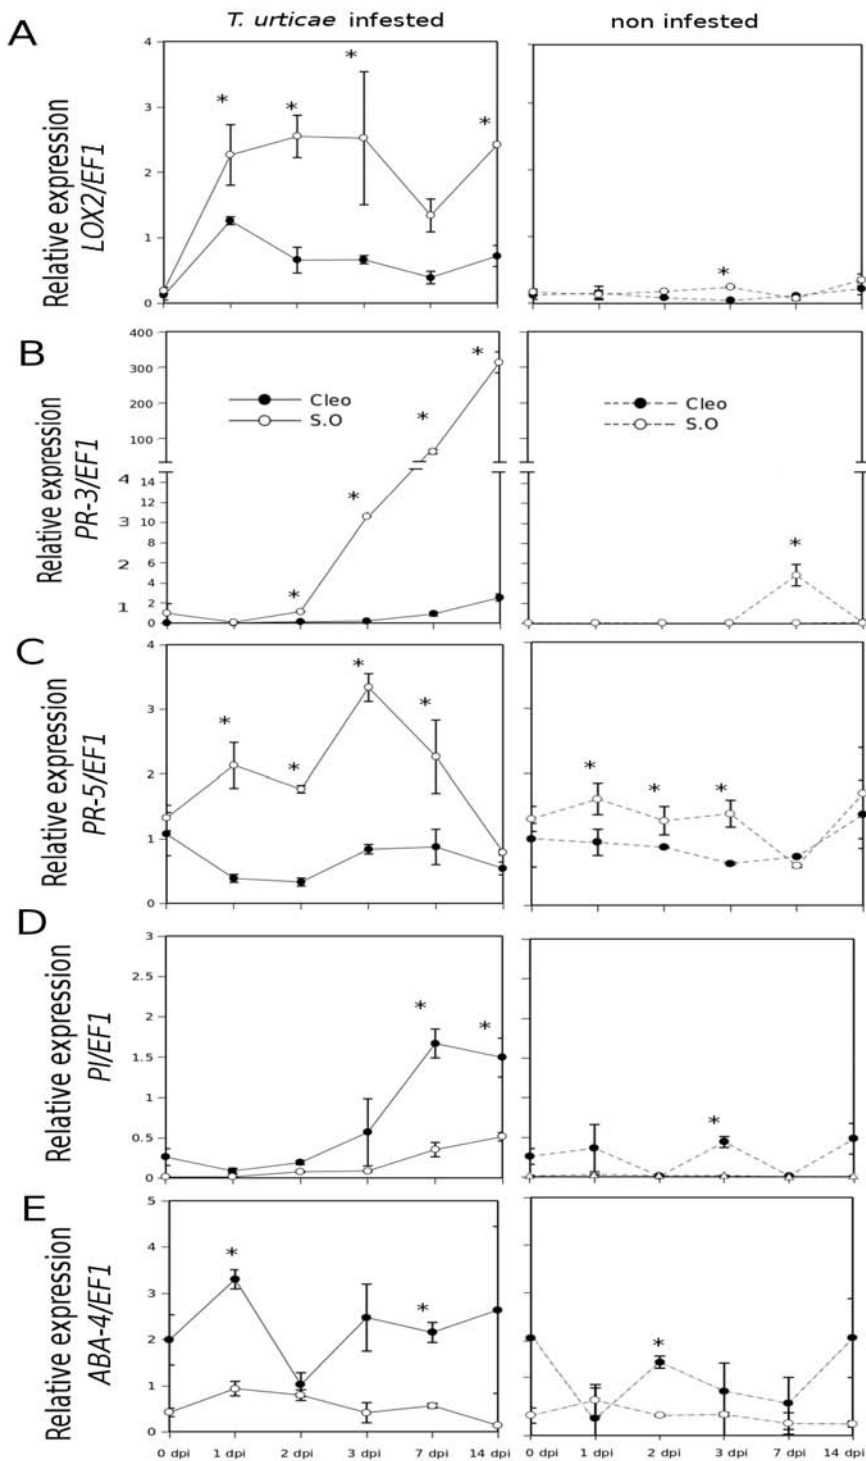 T. urticae infested
non infested
A
Relative expression
LOX2/EF1
4
3
2
1
0
*
*
*
*
*
B
Relative expression
PR-3/EF1
400
300
200
100
4
3
2
1
14
12
10
8
6
4
2
0
Cleo
S.O
*
*
*
*
Cleo
S.O
*
C
Relative expression
PR-5/EF1
4
3
2
1
0
*
*
*
*
*
*
*
D
Relative expression
PI/EF1
3
2.5
2
1.5
1
0.5
0
*
*
*
E
Relative expression
ABA-4/EF1
5
4
3
2
1
0
*
*
*
0 dpi 1 dpi 2 dpi 3 dpi 7 dpi 14 dpi
0 dpi 1 dpi 2 dpi 3 dpi 7 dpi 14 dpi